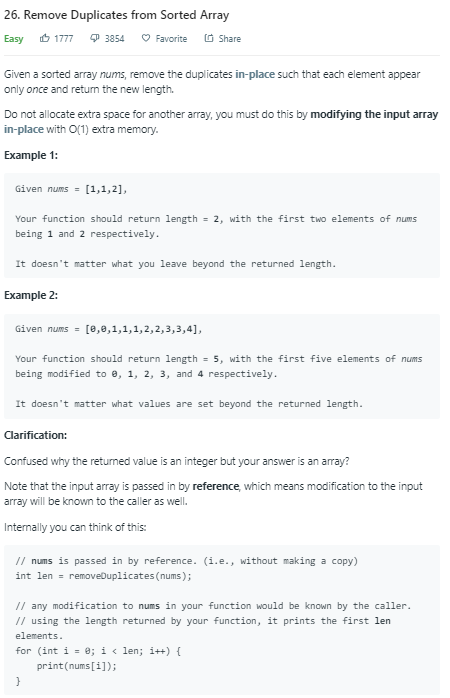 26. Remove Duplicates from Sorted Array
Easy 1777 3854 Favorite Share
Given a sorted array nums, remove the duplicates in-place such that each element appear
only once and return the new length.
Do not allocate extra space for another array, you must do this by modifying the input array
in-place with O(1) extra memory.
Example 1:
Given nums = [1,1,2],
Your function should return length = 2, with the first two elements of nums
being 1 and 2 respectively.
It doesn't matter what you leave beyond the returned length.
Example 2:
Given nums = [0,0,1,1,1,2,2,3,3,4],
Your function should return length = 5, with the first five elements of nums
being modified to 0, 1, 2, 3, and 4 respectively.
It doesn't matter what values are set beyond the returned length.
Clarification:
Confused why the returned value is an integer but your answer is an array?
Note that the input array is passed in by reference, which means modification to the input
array will be known to the caller as well.
Internally you can think of this:
// nums is passed in by reference. (i.e., without making a copy)
int len = removeDuplicates(nums);
// any modification to nums in your function would be known by the caller.
// using the length returned by your function, it prints the first len
elements.
for (int i = 0; i < len; i++) {
print(nums[i]);
}